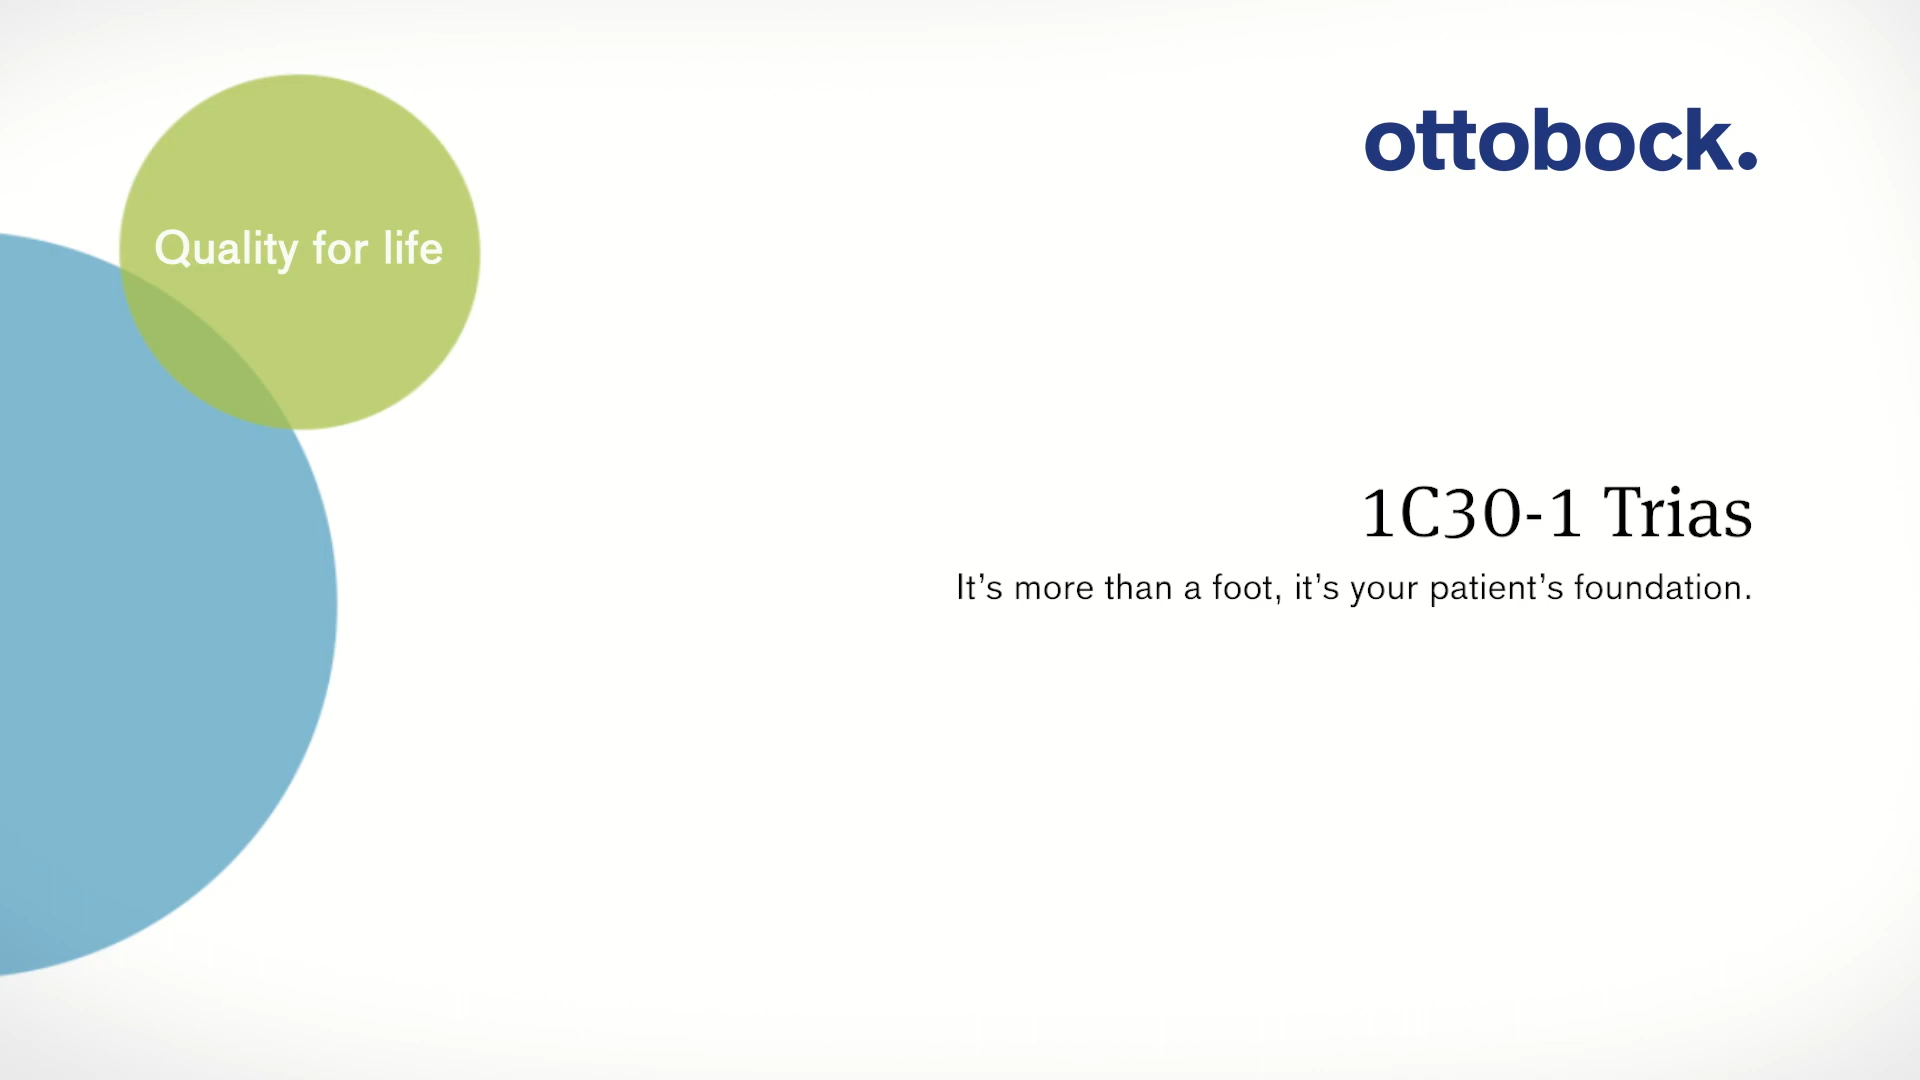 ottobock.
Quality for life
1C30-1 Trias
It’s more than a foot, it’s your patient’s foundation.